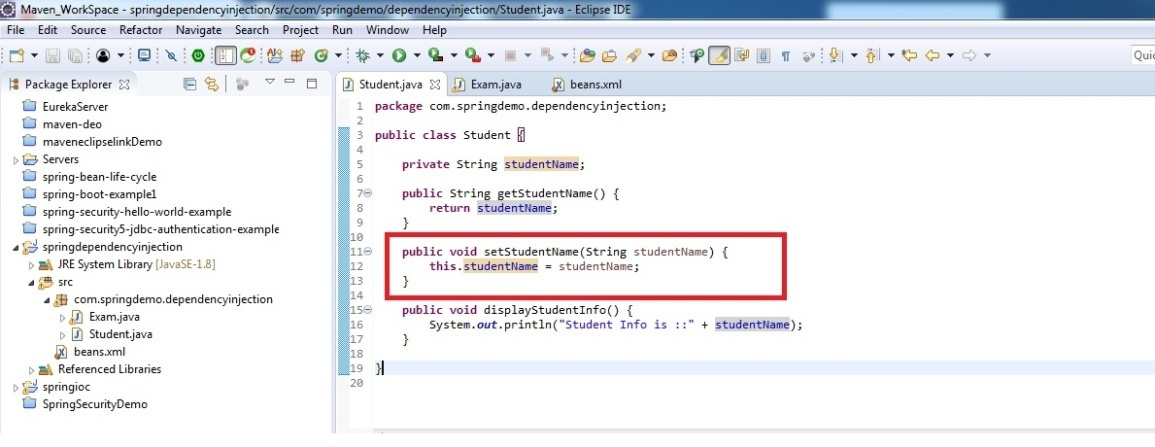 Maven_WorkSpace - springdependencyinjection/src/com/springdemo/dependencyinjection/Student.java - Eclipse IDE
File Edit Source Refactor Navigate Search Project Run Window Help
Quic
Package Explorer
EurekaServer
maven-deo
maveneclipselinkDemo
Servers
spring-bean-life-cycle
spring-boot-example1
spring-security-hello-world-example
spring-security5-jdbc-authentication-example
springdependencyinjection
JRE System Library [JavaSE-1.8]
src
com.springdemo.dependencyinjection
Exam.java
Student.java
beans.xml
Referenced Libraries
springioc
SpringSecurityDemo
Student.java Exam.java beans.xml
1 package com.springdemo.dependencyinjection;
2
3 public class Student {
4
5 private String studentName;
6
7 public String getStudentName() {
8 return studentName;
9 }
10
11 public void setStudentName(String studentName) {
12 this.studentName = studentName;
13 }
14
15 public void displayStudentInfo() {
16 System.out.println("Student Info is ::" + studentName);
17 }
18
19 }
20